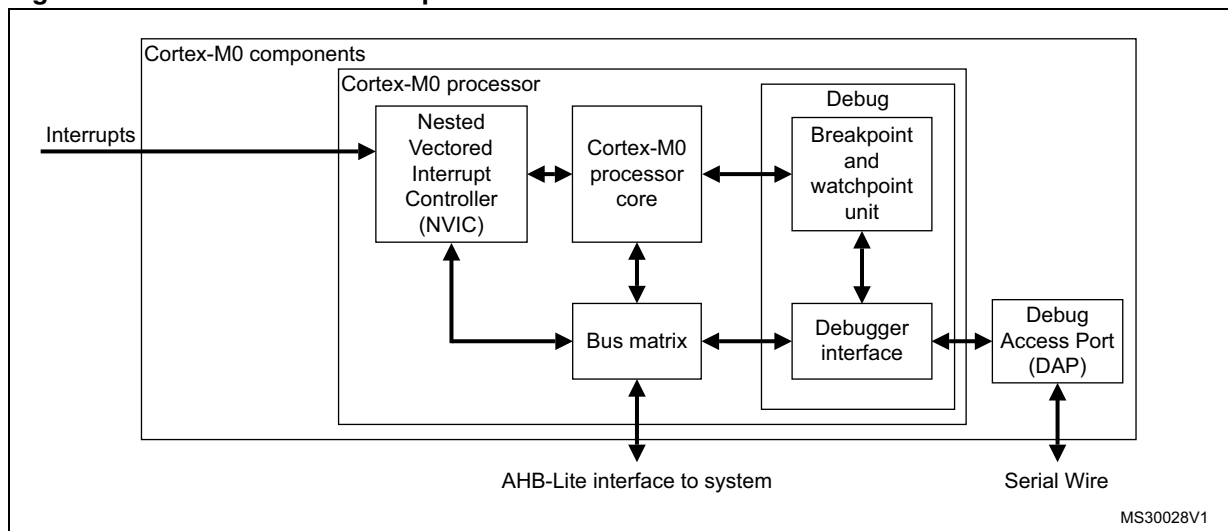 Cortex-M0 components
Cortex-M0 processor
Interrupts
Nested
Vectored
Interrupt
Controller
(NVIC)
Cortex-M0
processor
core
Debug
Breakpoint
and
watchpoint
unit
Bus matrix
Debugger
interface
Debug
Access Port
(DAP)
AHB-Lite interface to system
Serial Wire
MS30028V1